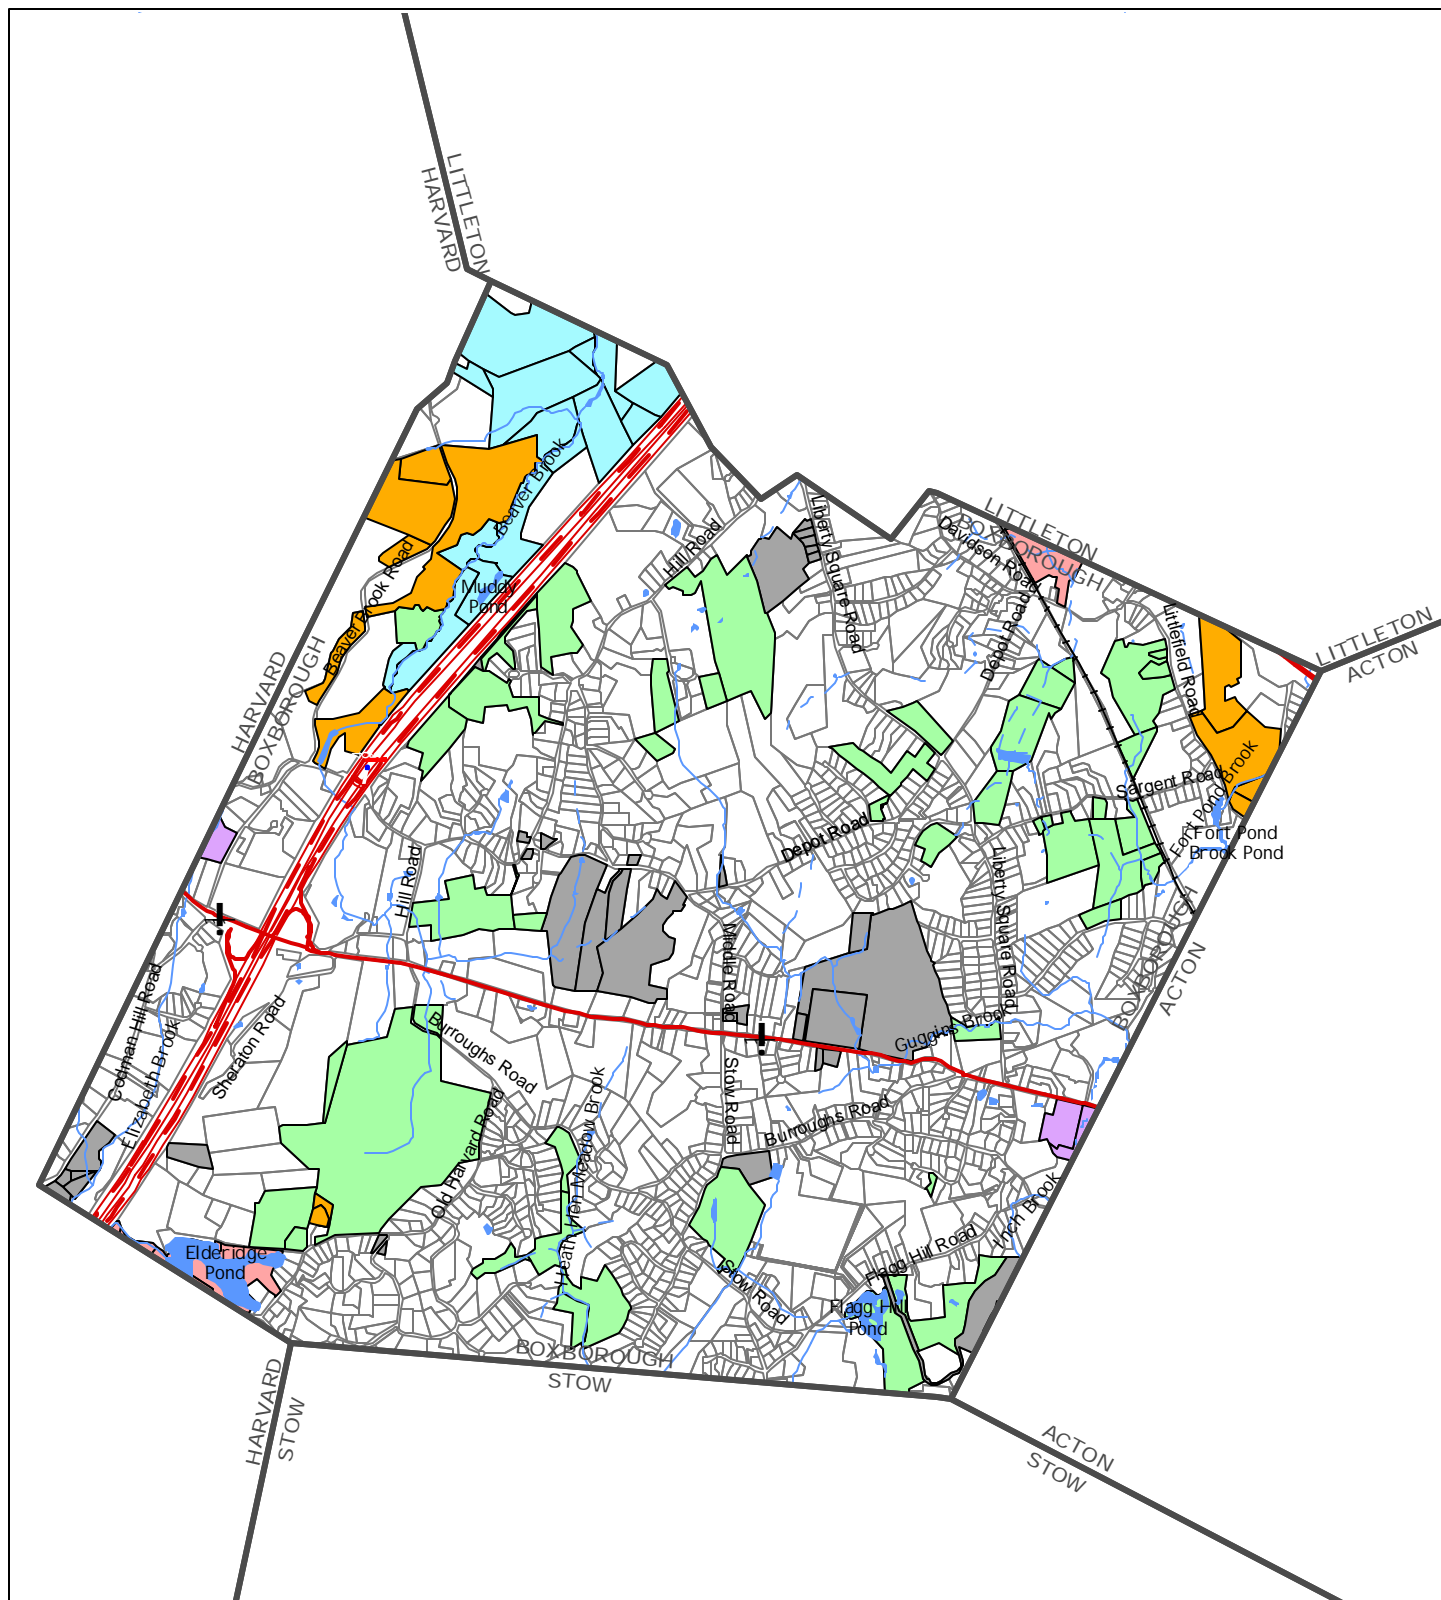 LITTLETON
HARVARD
Beaver Brook
Hill Road
Liberty Square Road
LITTLETON
BOXBOROUGH
Davidson Road
Beaver Brook Road
Muddy
Pond
Depot Road
Littlefield Road
LITTLETON
ACTON
HARVARD
BOXBOROUGH
Sargent Road
Fort Pond Brook
Depot Road
Fort Pond
Brock Pond
Hill Road
Liberty Square Road
Middle Road
BOXBOROUGH
ACTON
Codman Hill Road
Elizabeth Brook
Sheraton Road
Burroughs Road
Guggins Brook
Old Harvard Road
Heath Hen Meadow Brook
Stow Road
Burroughs Road
Inch Brook
Flagg Hill Road
Elderidge
Pond
Stow Road
Flagg Hill
Pond
BOXBOROUGH
STOW
HARVARD
STOW
ACTON
STOW